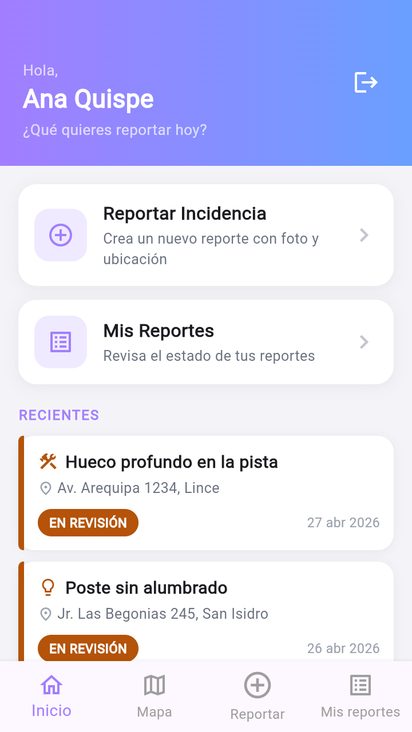 Hola,
Ana Quispe
¿Qué quieres reportar hoy?
Reportar Incidencia
Crea un nuevo reporte con foto y
ubicación
Mis Reportes
Revisa el estado de tus reportes
RECIENTES
Hueco profundo en la pista
Av. Arequipa 1234, Lince
EN REVISIÓN
27 abr 2026
Poste sin alumbrado
Jr. Las Begonias 245, San Isidro
EN REVISIÓN
26 abr 2026
Inicio
Mapa
Reportar
Mis reportes